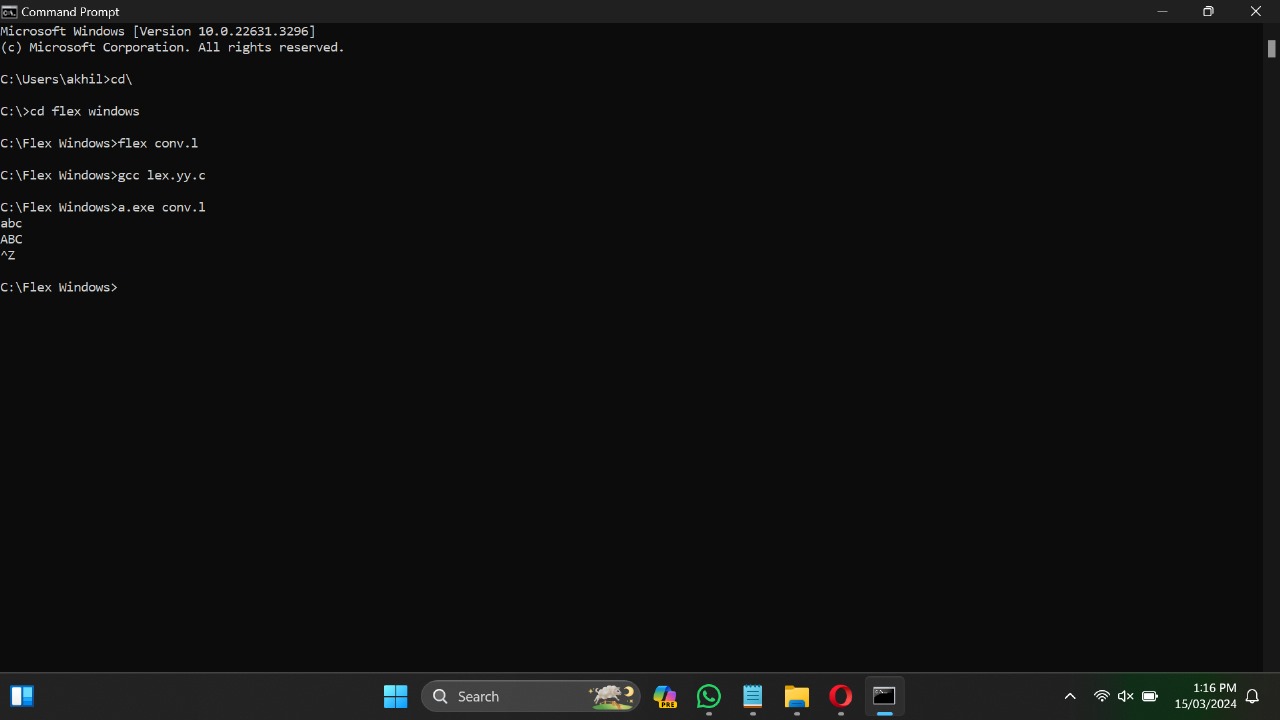 Command Prompt
Microsoft Windows [Version 10.0.22631.3296]
(c) Microsoft Corporation. All rights reserved.
C:\Users\akhil>cd\
C:\>cd flex windows
C:\Flex Windows>flex conv.l
C:\Flex Windows>gcc lex.yy.c
C:\Flex Windows>a.exe conv.l
abc
ABC
^Z
C:\Flex Windows>
Search
PRE
1:16 PM
15/03/2024